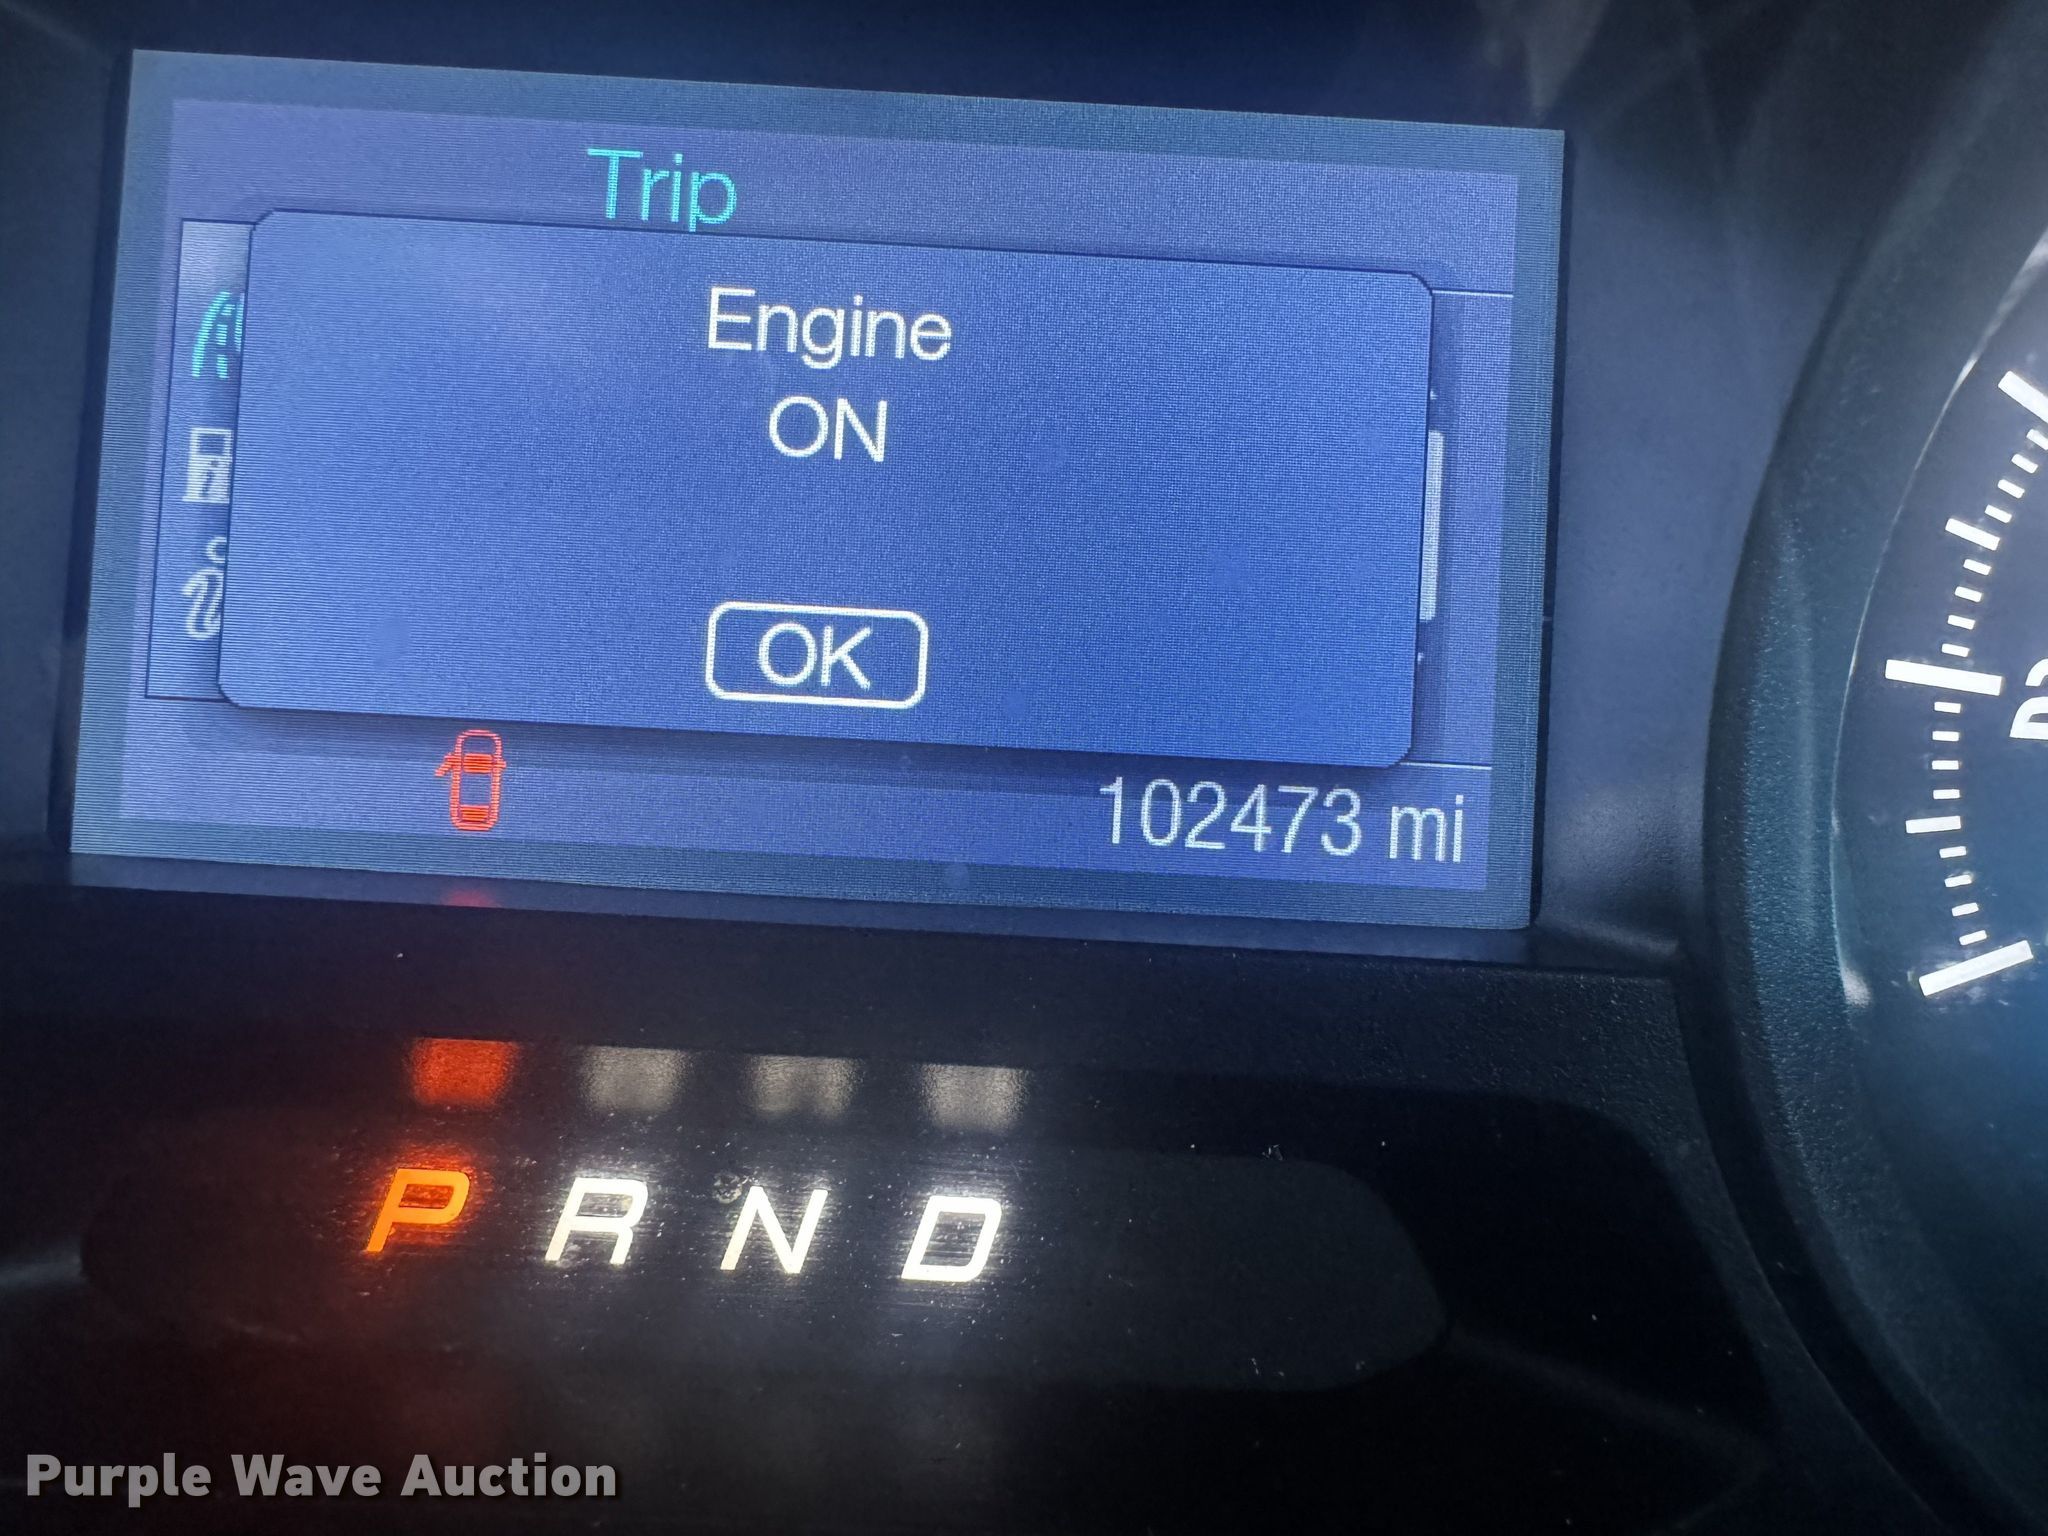 Trip
Engine
ON
OK
102473 mi
P R N D
Purple Wave Auction